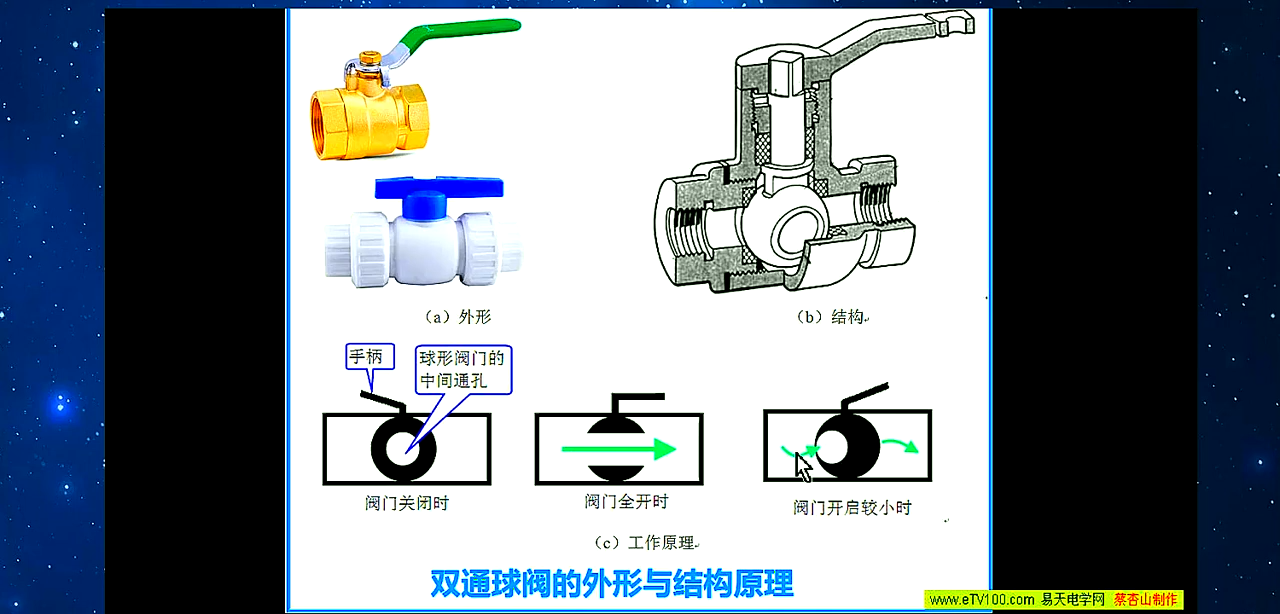 (a)外形
(b)结构
手柄
球形阀门的
中间通孔
阀门关闭时
阀门全开时
阀门开启较小时
(c)工作原理
双通球阀的外形与结构原理
www.eTV100.com 易天电学网 蔡杏山制作